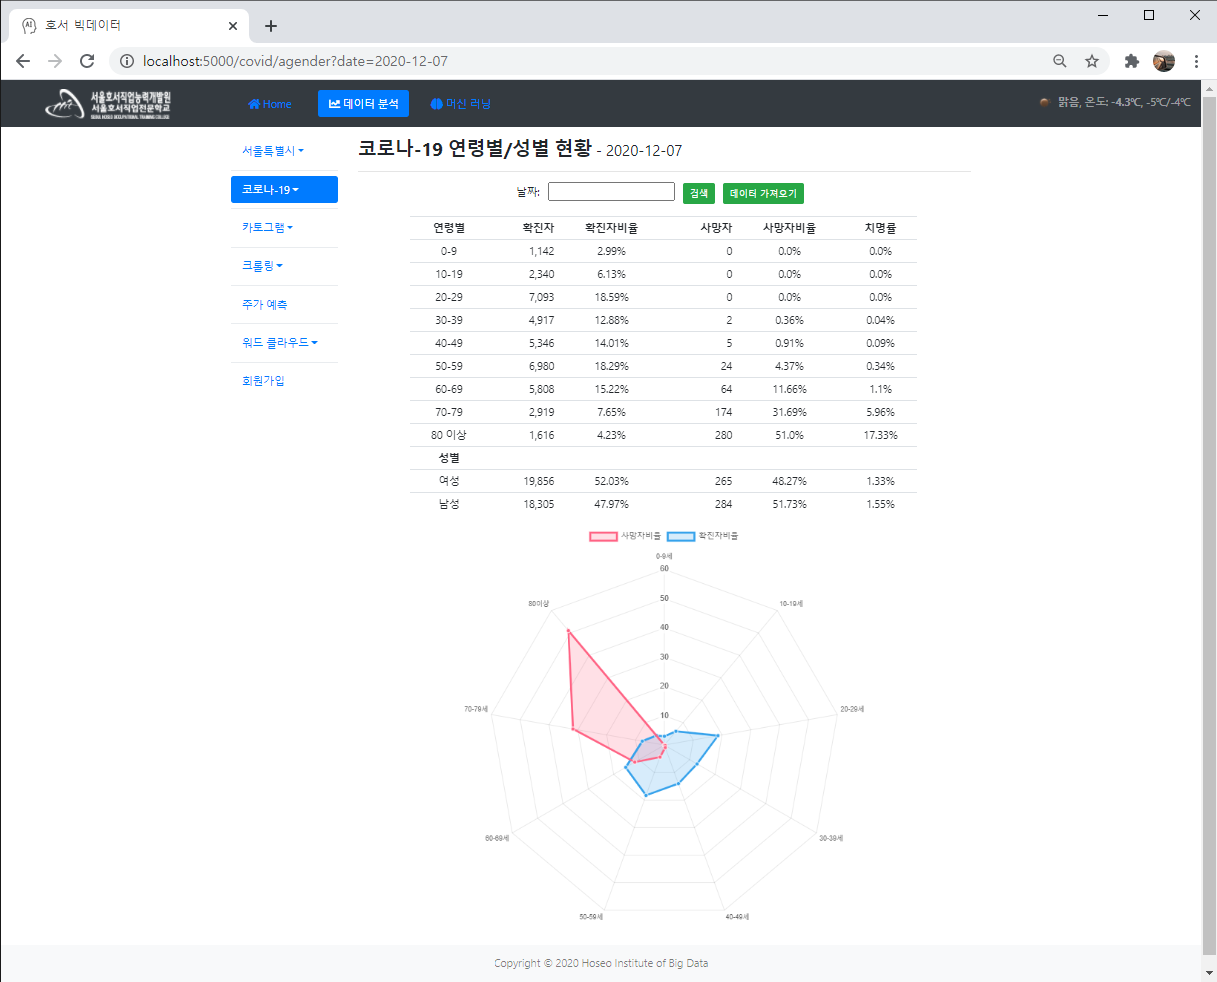 호서 빅데이터
localhost:5000/covid/agender?date=2020-12-07
서울호서직업능력개발원
서울호서직업전문학교
SEOUL HOSEO OCCUPATIONAL TRAINING COLLEGE
Home 데이터 분석 머신 러닝
맑음, 온도: -4.3℃, -5℃/-4℃
서울특별시
코로나-19
카토그램
크롤링
주가 예측
워드 클라우드
회원가입
코로나-19 연령별/성별 현황 - 2020-12-07
날짜: 검색 데이터 가져오기
연령별 확진자 확진자비율 사망자 사망자비율 치명률
0-9 1,142 2.99% 0 0.0% 0.0%
10-19 2,340 6.13% 0 0.0% 0.0%
20-29 7,093 18.59% 0 0.0% 0.0%
30-39 4,917 12.88% 2 0.36% 0.04%
40-49 5,346 14.01% 5 0.91% 0.09%
50-59 6,980 18.29% 24 4.37% 0.34%
60-69 5,808 15.22% 64 11.66% 1.1%
70-79 2,919 7.65% 174 31.69% 5.96%
80 이상 1,616 4.23% 280 51.0% 17.33%
성별
여성 19,856 52.03% 265 48.27% 1.33%
남성 18,305 47.97% 284 51.73% 1.55%
사망자비율 확진자비율
0-9세
60
50
80이상 10-19세
40
30
20
70-79세 20-29세
10
60-69세 30-39세
50-59세 40-49세
Copyright © 2020 Hoseo Institute of Big Data